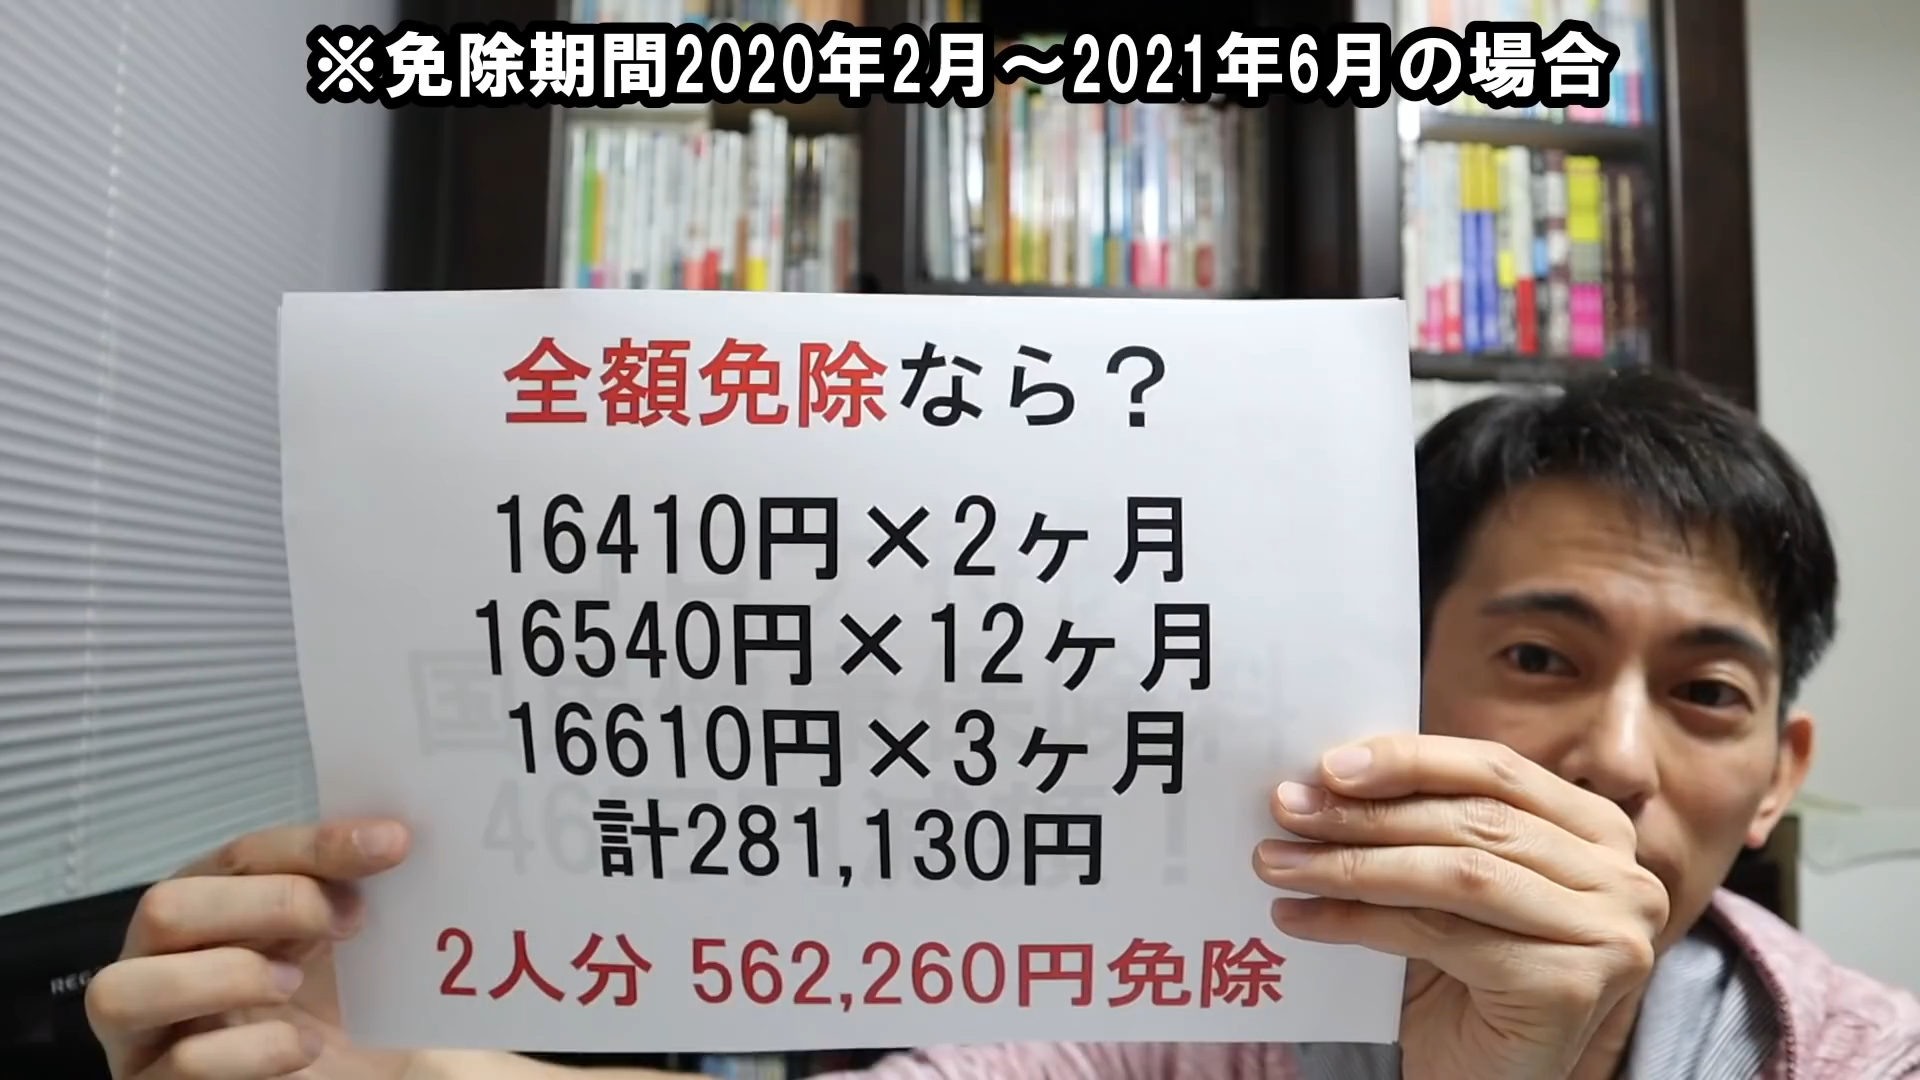 ※免除期間2020年2月～2021年6月の場合
全額免除なら？
16410円×2ヶ月
16540円×12ヶ月
16610円×3ヶ月
計281,130円
2人分 562,260円免除